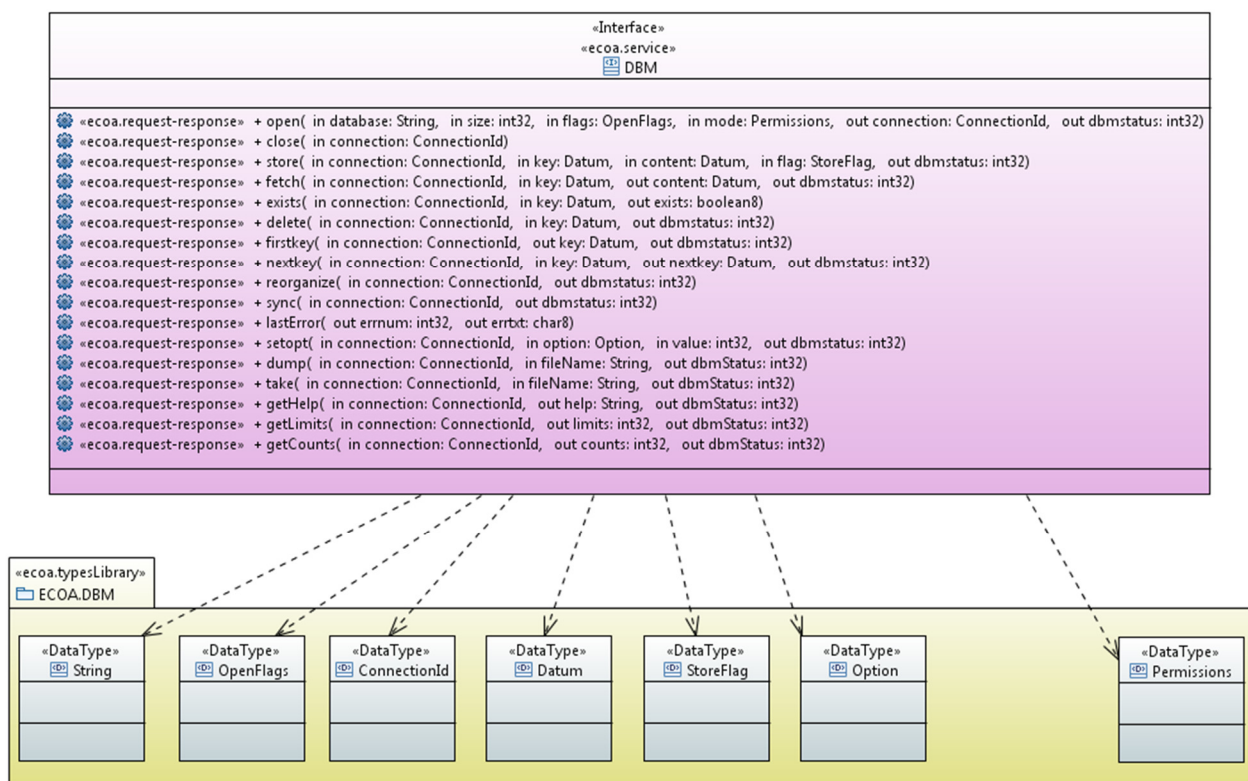 «Interface»
«ecoa.service»
DBM
«ecoa.request-response» + open( in database: String, in size: int32, in flags: OpenFlags, in mode: Permissions, out connection: ConnectionId, out dbmstatus: int32)
«ecoa.request-response» + close( in connection: ConnectionId)
«ecoa.request-response» + store( in connection: ConnectionId, in key: Datum, in content: Datum, in flag: StoreFlag, out dbmstatus: int32)
«ecoa.request-response» + fetch( in connection: ConnectionId, in key: Datum, out content: Datum, out dbmstatus: int32)
«ecoa.request-response» + exists( in connection: ConnectionId, in key: Datum, out exists: boolean8)
«ecoa.request-response» + delete( in connection: ConnectionId, in key: Datum, out dbmstatus: int32)
«ecoa.request-response» + firstkey( in connection: ConnectionId, out key: Datum, out dbmstatus: int32)
«ecoa.request-response» + nextkey( in connection: ConnectionId, in key: Datum, out nextkey: Datum, out dbmstatus: int32)
«ecoa.request-response» + reorganize( in connection: ConnectionId, out dbmstatus: int32)
«ecoa.request-response» + sync( in connection: ConnectionId, out dbmstatus: int32)
«ecoa.request-response» + lastError( out errnum: int32, out errtxt: char8)
«ecoa.request-response» + setopt( in connection: ConnectionId, in option: Option, in value: int32, out dbmstatus: int32)
«ecoa.request-response» + dump( in connection: ConnectionId, in fileName: String, out dbmStatus: int32)
«ecoa.request-response» + take( in connection: ConnectionId, in fileName: String, out dbmStatus: int32)
«ecoa.request-response» + getHelp( in connection: ConnectionId, out help: String, out dbmStatus: int32)
«ecoa.request-response» + getLimits( in connection: ConnectionId, out limits: int32, out dbmStatus: int32)
«ecoa.request-response» + getCounts( in connection: ConnectionId, out counts: int32, out dbmStatus: int32)
«ecoa.typesLibrary»
ECOA.DBM
«DataType»
String
«DataType»
OpenFlags
«DataType»
ConnectionId
«DataType»
Datum
«DataType»
StoreFlag
«DataType»
Option
«DataType»
Permissions